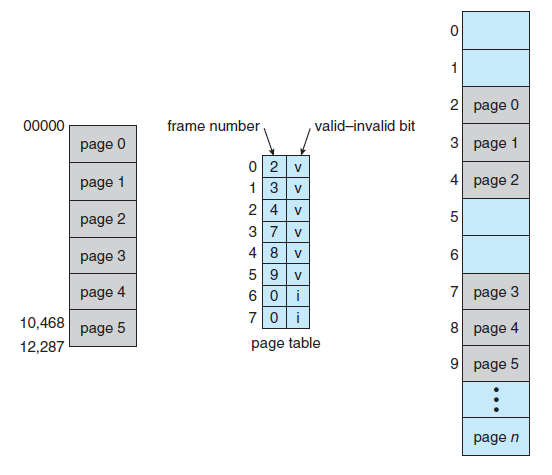 00000
page 0
page 1
page 2
page 3
page 4
10,468
page 5
12,287
frame number
valid–invalid bit
0 2 v
1 3 v
2 4 v
3 7 v
4 8 v
5 9 v
6 0 i
7 0 i
page table
0
1
2 page 0
3 page 1
4 page 2
5
6
7 page 3
8 page 4
9 page 5
page n